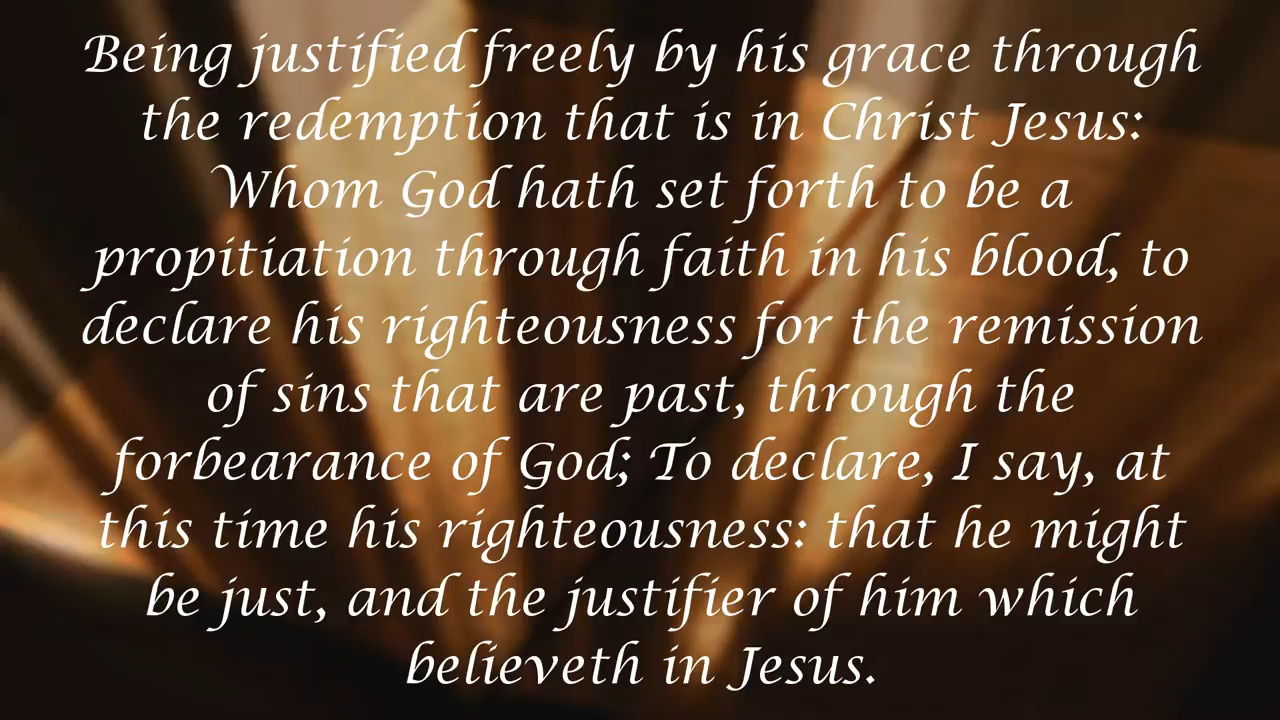 Being justified freely by his grace through
the redemption that is in Christ Jesus:
Whom God hath set forth to be a
propitiation through faith in his blood, to
declare his righteousness for the remission
of sins that are past, through the
forbearance of God; To declare, I say, at
this time his righteousness: that he might
be just, and the justifier of him which
believeth in Jesus.